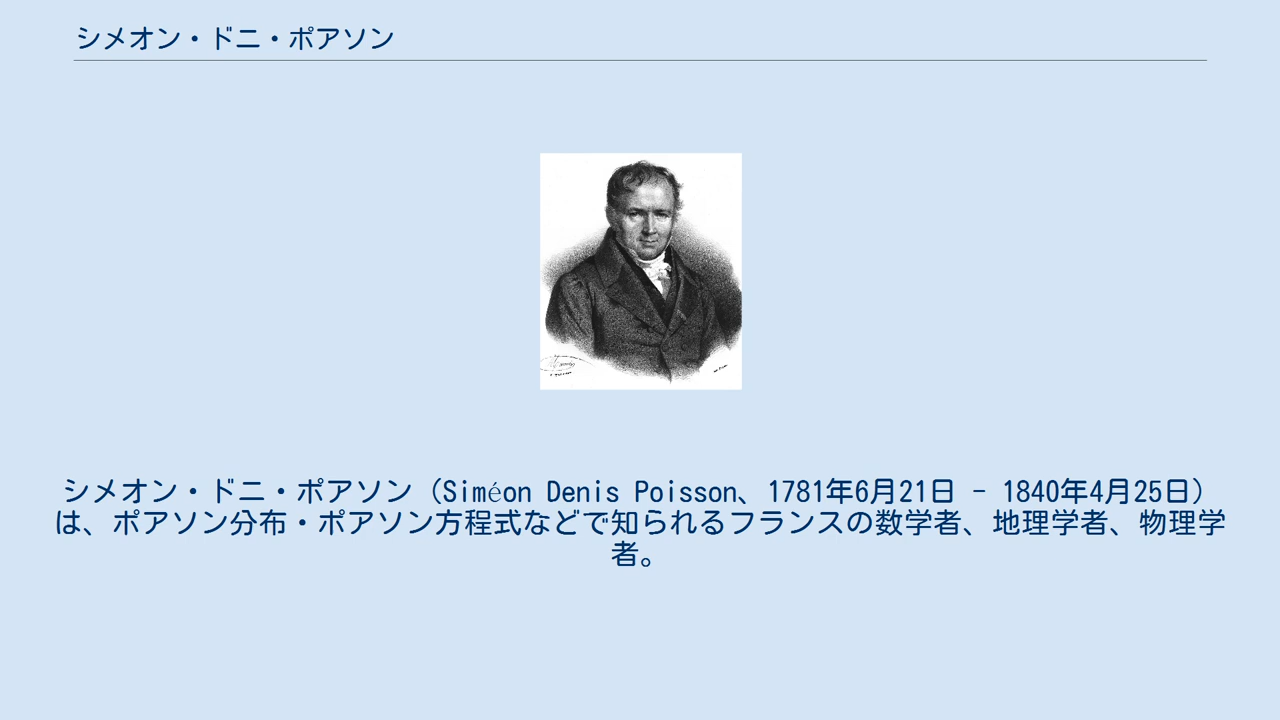 シメオン・ドニ・ポアソン
シメオン・ドニ・ポアソン（Siméon Denis Poisson、1781年6月21日 - 1840年4月25日）
は、ポアソン分布・ポアソン方程式などで知られるフランスの数学者、地理学者、物理学
者。